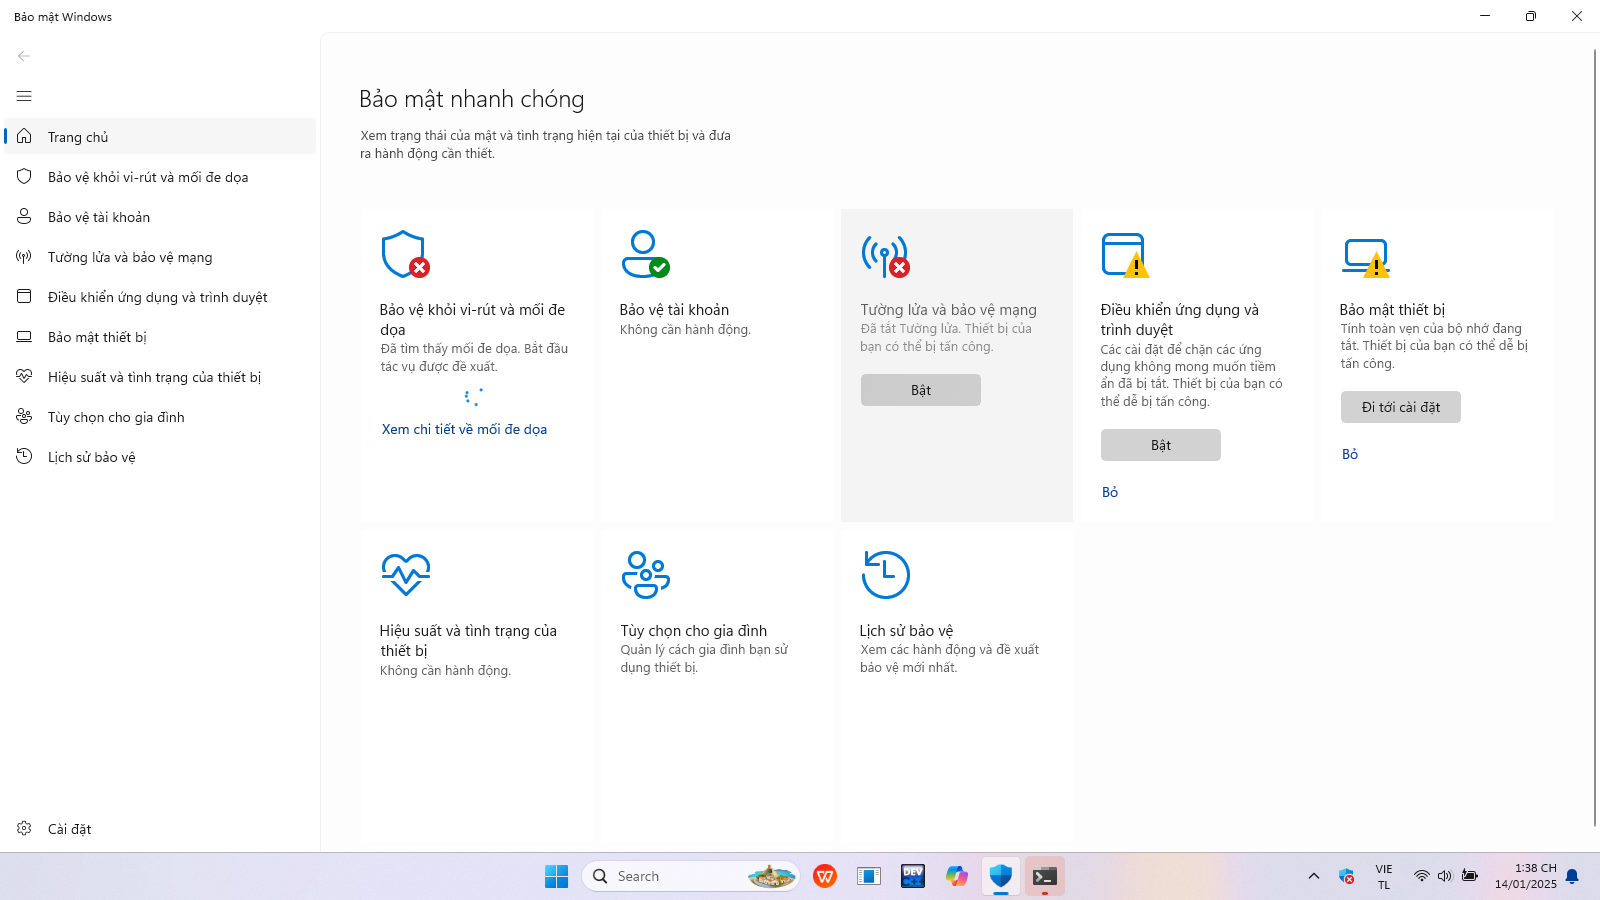 Bảo mật Windows
Trang chủ
Bảo vệ khỏi vi-rút và mối đe dọa
Bảo vệ tài khoản
Tường lửa và bảo vệ mạng
Điều khiển ứng dụng và trình duyệt
Bảo mật thiết bị
Hiệu suất và tình trạng của thiết bị
Tùy chọn cho gia đình
Lịch sử bảo vệ
Cài đặt
Bảo mật nhanh chóng
Xem trạng thái của mật và tình trạng hiện tại của thiết bị và đưa
ra hành động cần thiết.
Bảo vệ khỏi vi-rút và mối đe
dọa
Đã tìm thấy mối đe dọa. Bắt đầu
tác vụ được đề xuất.
Xem chi tiết về mối đe dọa
Bảo vệ tài khoản
Không cần hành động.
Tường lửa và bảo vệ mạng
Đã tắt Tường lửa. Thiết bị của
bạn có thể bị tấn công.
Bật
Điều khiển ứng dụng và
trình duyệt
Các cài đặt để chặn các ứng
dụng không mong muốn tiềm
ẩn đã bị tắt. Thiết bị của bạn có
thể dễ bị tấn công.
Bật
Bỏ
Bảo mật thiết bị
Tính toàn vẹn của bộ nhớ đang
tắt. Thiết bị của bạn có thể dễ bị
tấn công.
Đi tới cài đặt
Bỏ
Hiệu suất và tình trạng của
thiết bị
Không cần hành động.
Tùy chọn cho gia đình
Quản lý cách gia đình bạn sử
dụng thiết bị.
Lịch sử bảo vệ
Xem các hành động và đề xuất
bảo vệ mới nhất.
Search
DEV
VIE
TL
1:38 CH
14/01/2025